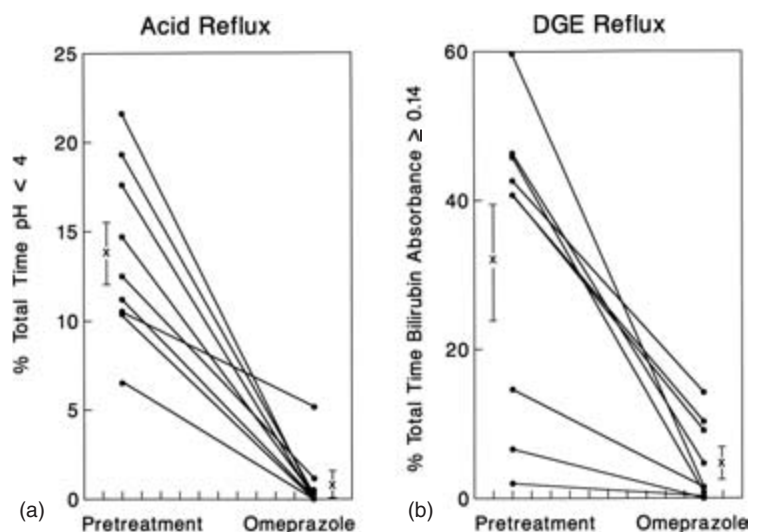 Acid Reflux
% Total Time pH < 4
25
20
15
10
5
0
x
x
(a)
Pretreatment
Omeprazole
DGE Reflux
% Total Time Bilirubin Absorbance ≥ 0.14
60
40
20
0
x
x
(b)
Pretreatment
Omeprazole